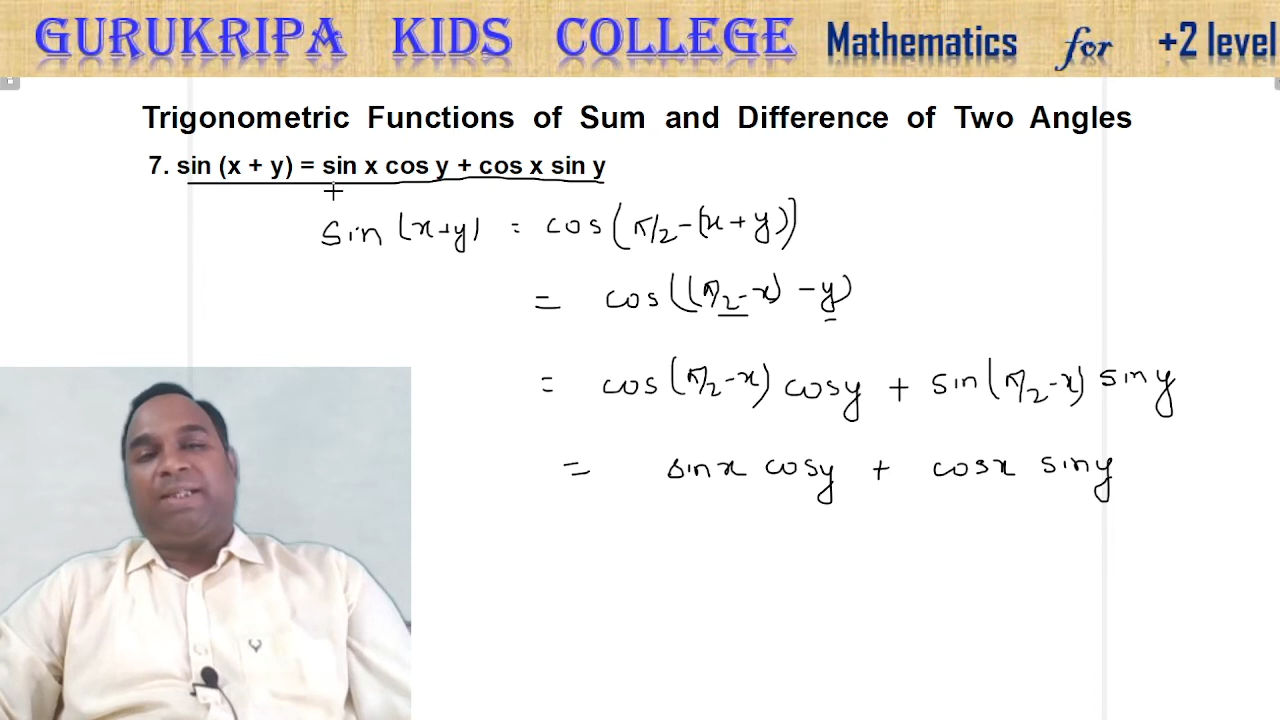 GURUKRIPA KIDS COLLEGE Mathematics for +2 level
Trigonometric Functions of Sum and Difference of Two Angles
7. sin (x + y) = sin x cos y + cos x sin y
sin (x+y) = cos(π/2-(x+y))
= cos((π/2-x) -y)
= cos(π/2-x) cosy + sin(π/2-x) siny
= sinx cosy + cosx siny